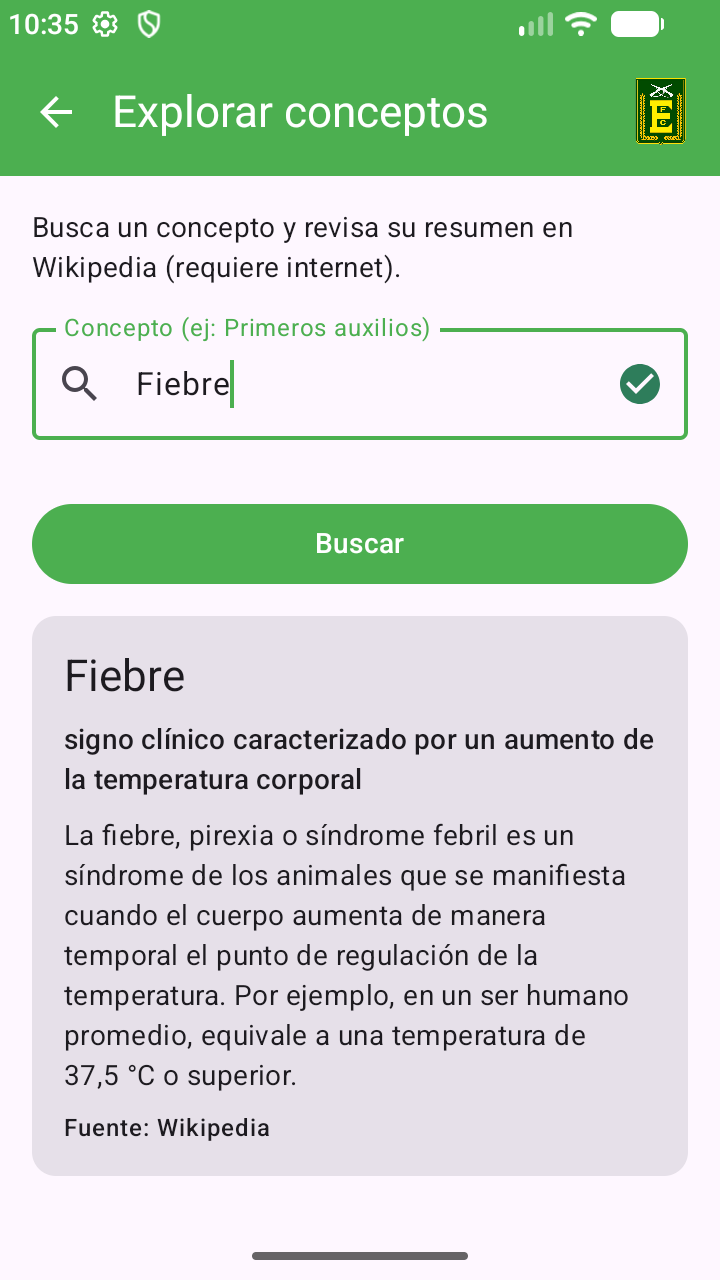 10:35
Explorar conceptos
E
F
C
Busca un concepto y revisa su resumen en
Wikipedia (requiere internet).
Concepto (ej: Primeros auxilios)
Fiebre
Buscar
Fiebre
signo clínico caracterizado por un aumento de
la temperatura corporal
La fiebre, pirexia o síndrome febril es un
síndrome de los animales que se manifiesta
cuando el cuerpo aumenta de manera
temporal el punto de regulación de la
temperatura. Por ejemplo, en un ser humano
promedio, equivale a una temperatura de
37,5 °C o superior.
Fuente: Wikipedia